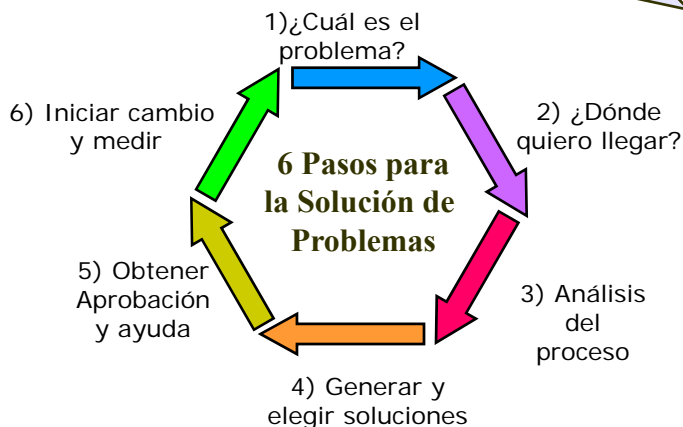 1)¿Cuál es el
problema?
2) ¿Dónde
quiero llegar?
3) Análisis
del
proceso
4) Generar y
elegir soluciones
5) Obtener
Aprobación
y ayuda
6) Iniciar cambio
y medir
6 Pasos para
la Solución de
Problemas